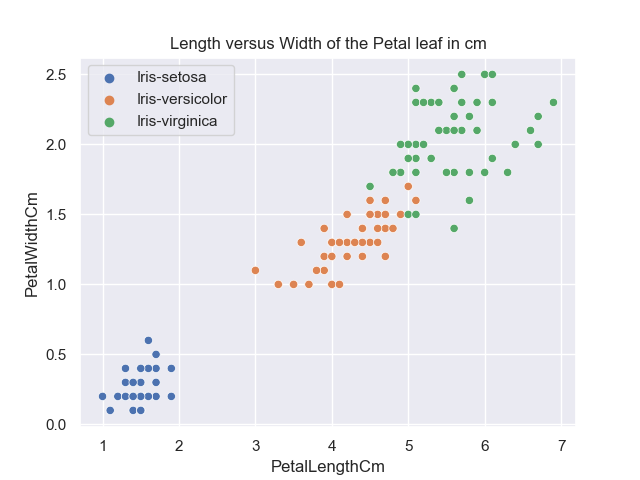 Length versus Width of the Petal leaf in cm
Iris-setosa
Iris-versicolor
Iris-virginica
PetalWidthCm
2.5
2.0
1.5
1.0
0.5
0.0
1 2 3 4 5 6 7
PetalLengthCm